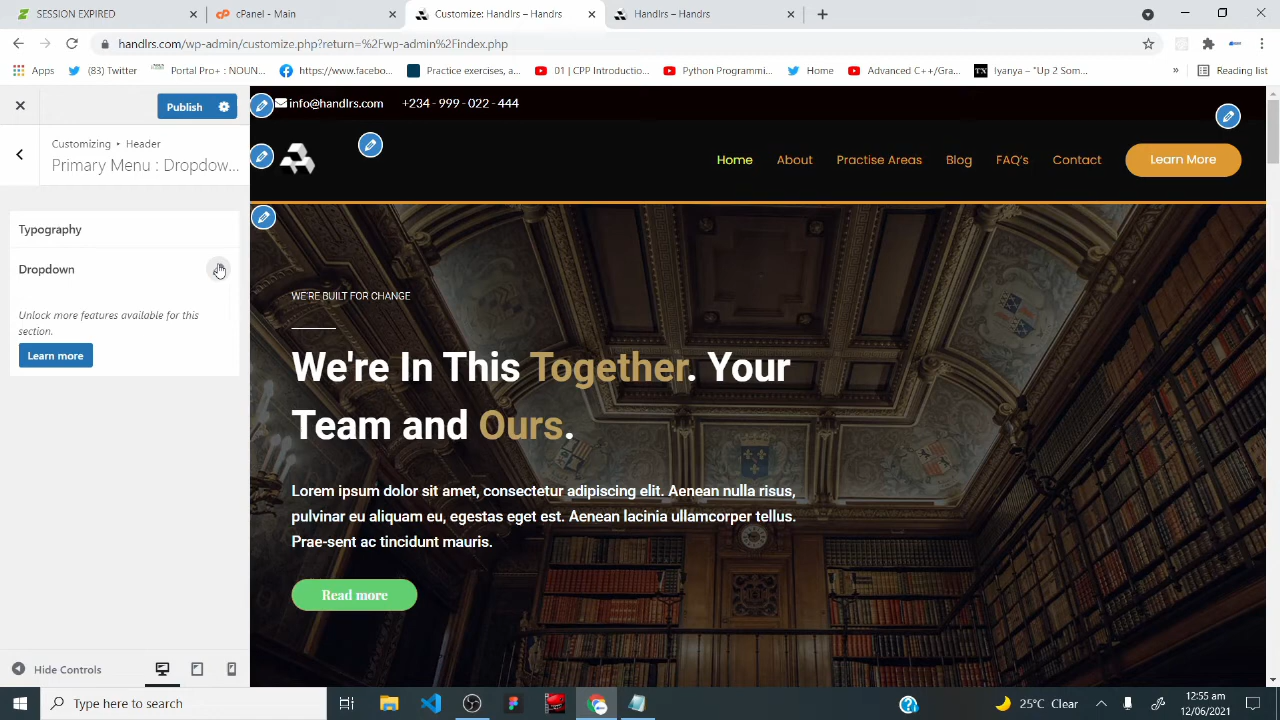 SEVEROID
cPanel - Domains
Customize: Handlrs – Handrs
Handlrs – Handrs
handlrs.com/wp-admin/customize.php?return=%2Fwp-admin%2Findex.php
Apps
(93) Twitter
Portal Pro+ : NDUN...
https://www.facebo...
Practice exercises, a...
01 | CPP Introductio...
Python Programmi...
Home
Advanced C++/Gra...
TX
Iyanya – "Up 2 Som...
»
Reading list
Publish
Customizing ▸ Header
Primary Menu : Dropdow...
Typography
Dropdown
Unlock more features available for this
section.
Learn more
Hide Controls
info@handlrs.com +234 - 999 - 022 - 444
Home About Practise Areas Blog FAQ's Contact Learn More
WE'RE BUILT FOR CHANGE
We're In This Together. Your
Team and Ours.
Lorem ipsum dolor sit amet, consectetur adipiscing elit. Aenean nulla risus,
pulvinar eu aliquam eu, egestas eget est. Aenean lacinia ullamcorper tellus.
Prae-sent ac tincidunt mauris.
Read more
Type here to search
25°C Clear
12:55 am
12/06/2021